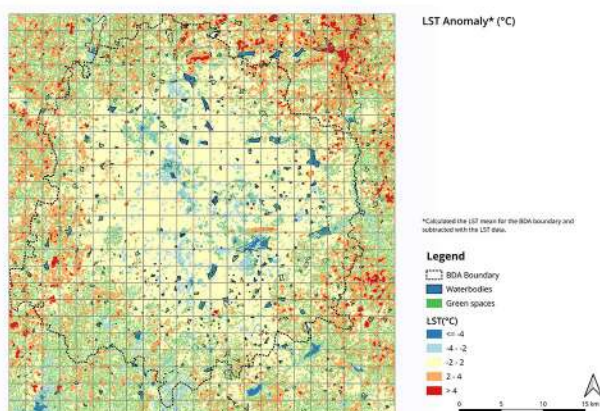 LST Anomaly* (°C)
*Calculated the LST mean for the BDA boundary and
subtracted with the LST data.
Legend
BDA Boundary
Waterbodies
Green spaces
LST(°C)
<= -4
-4 - -2
-2 - 2
2 - 4
> 4
0 5 10 15 km